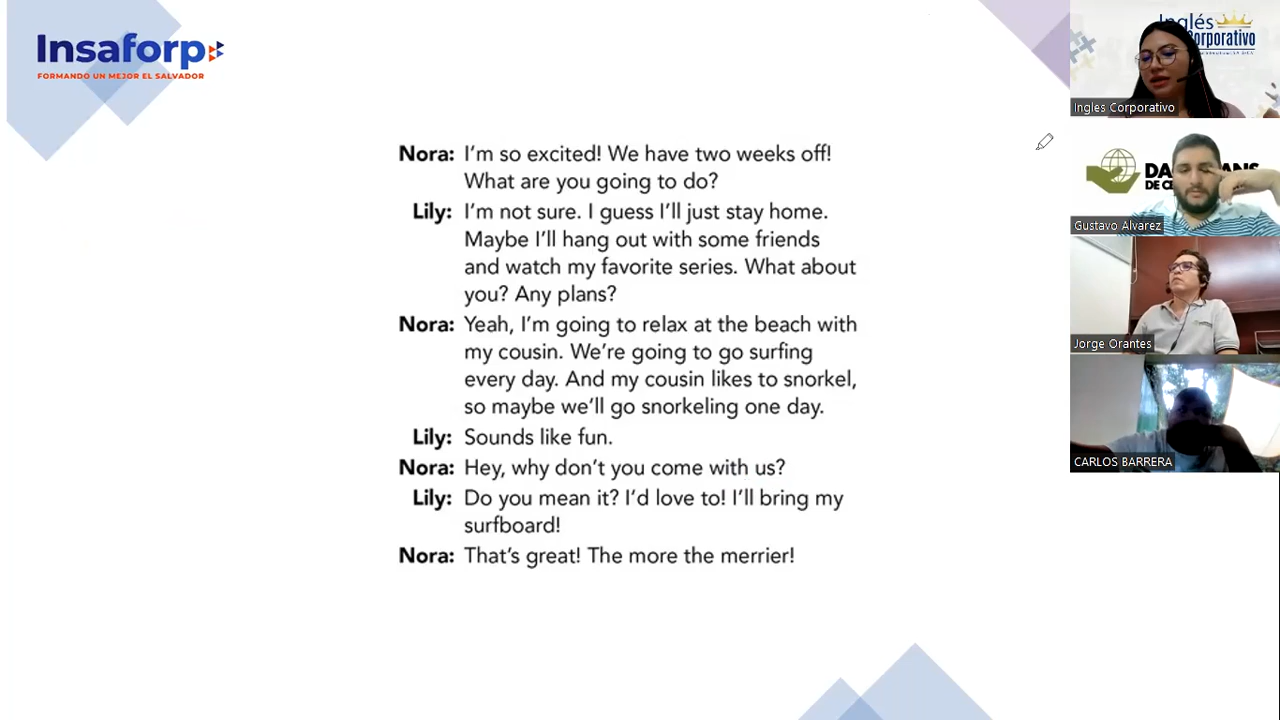 Insaforp
FORMANDO UN MEJOR EL SALVADOR
Nora: I'm so excited! We have two weeks off!
What are you going to do?
Lily: I'm not sure. I guess I'll just stay home.
Maybe I'll hang out with some friends
and watch my favorite series. What about
you? Any plans?
Nora: Yeah, I'm going to relax at the beach with
my cousin. We're going to go surfing
every day. And my cousin likes to snorkel,
so maybe we'll go snorkeling one day.
Lily: Sounds like fun.
Nora: Hey, why don't you come with us?
Lily: Do you mean it? I'd love to! I'll bring my
surfboard!
Nora: That's great! The more the merrier!
Inglés
Corporativo
Ingles Corporativo
Gustavo Alvarez
Jorge Orantes
CARLOS BARRERA